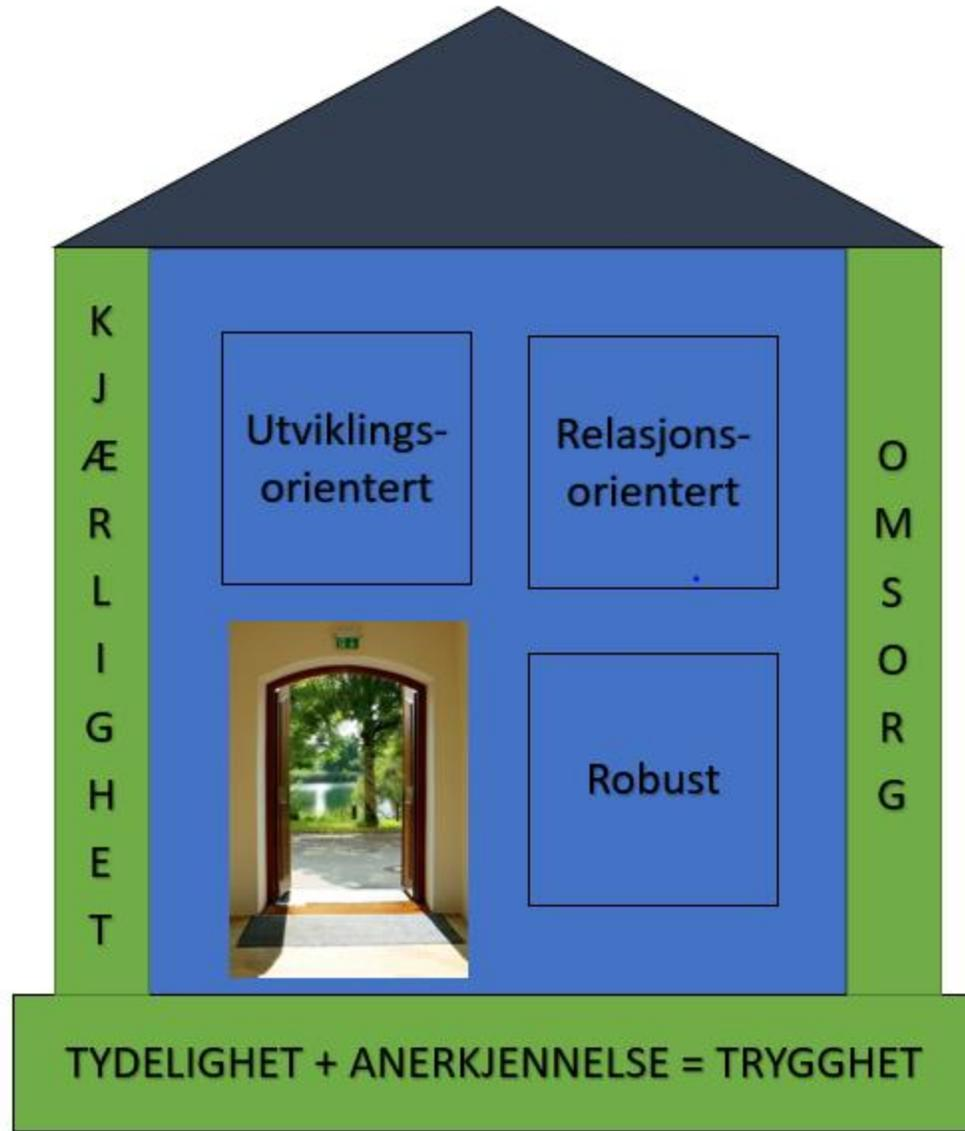 KJÆRLIGHET
Utviklings-
orientert
Relasjons-
orientert
OMSORG
Robust
TYDELIGHET + ANERKJENNELSE = TRYGGHET